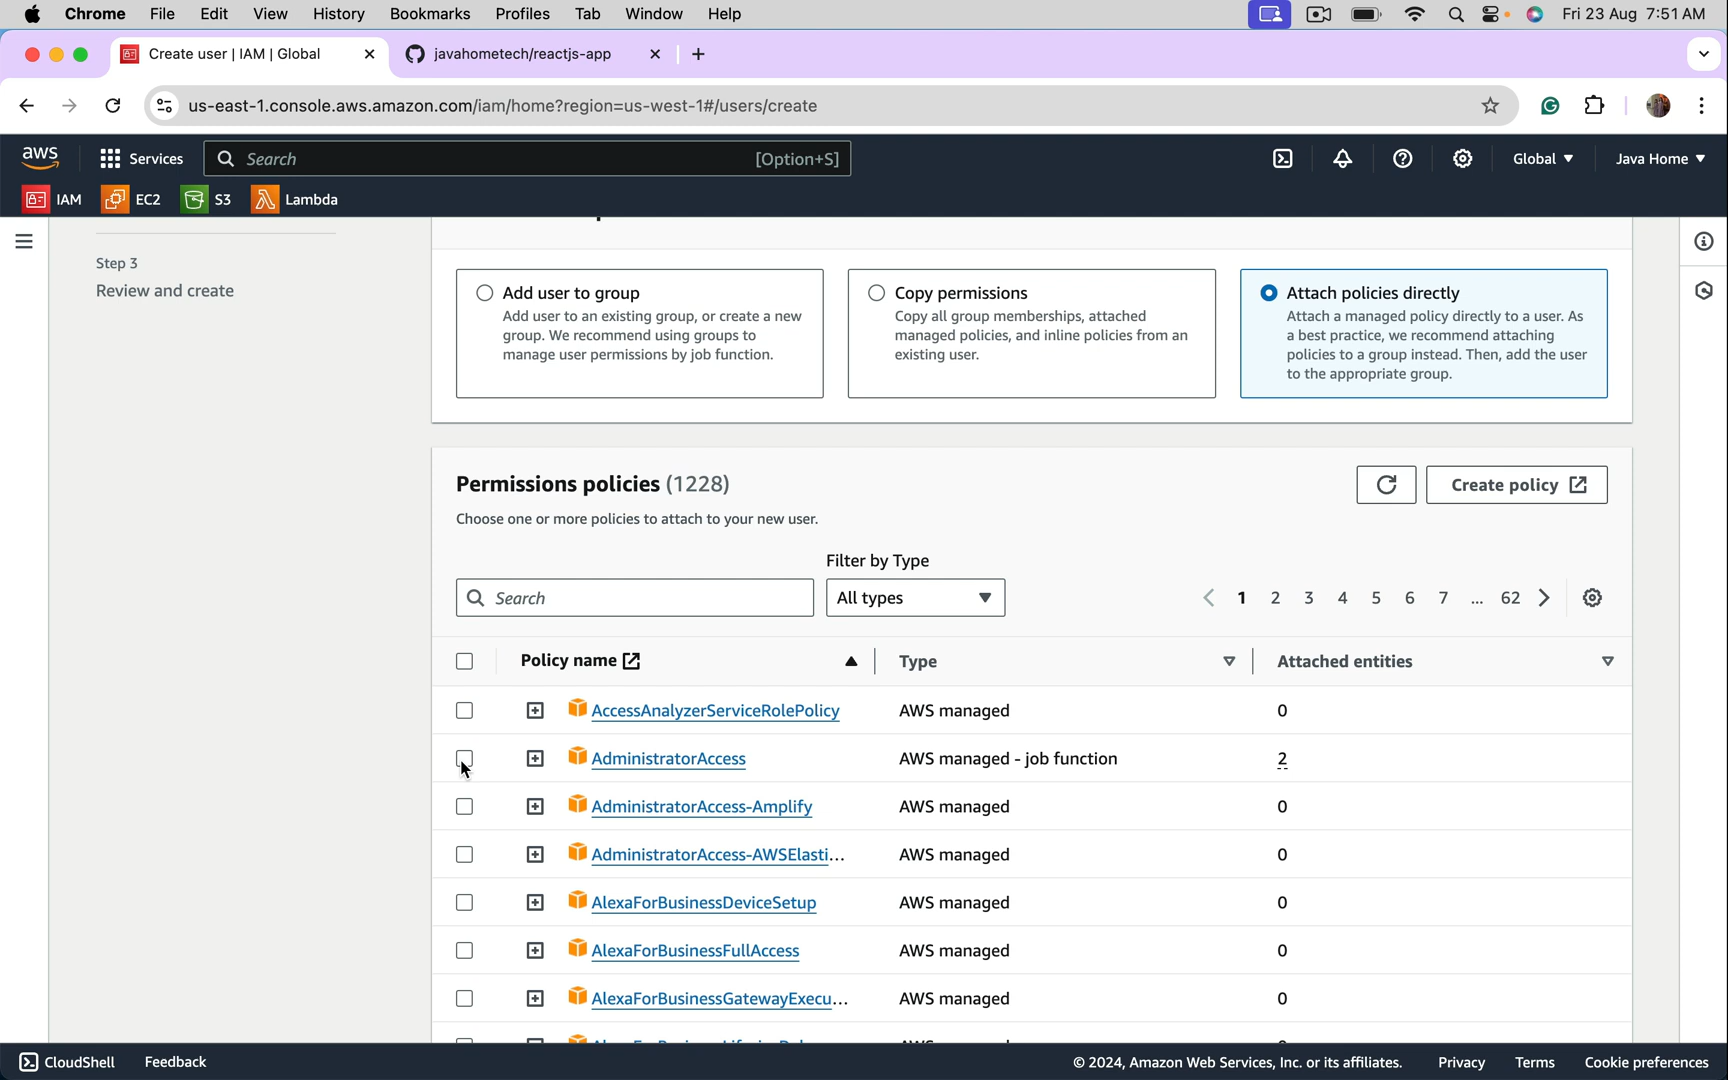 Chrome File Edit View History Bookmarks Profiles Tab Window Help Fri 23 Aug 7:51 AM
Create user | IAM | Global javahometech/reactjs-app
us-east-1.console.aws.amazon.com/iam/home?region=us-west-1#/users/create
aws Services Search [Option+S] Global Java Home
IAM EC2 S3 Lambda
Step 3
Review and create
Add user to group
Add user to an existing group, or create a new
group. We recommend using groups to
manage user permissions by job function.
Copy permissions
Copy all group memberships, attached
managed policies, and inline policies from an
existing user.
Attach policies directly
Attach a managed policy directly to a user. As
a best practice, we recommend attaching
policies to a group instead. Then, add the user
to the appropriate group.
Permissions policies (1228)
Create policy
Choose one or more policies to attach to your new user.
Filter by Type
Search All types 1 2 3 4 5 6 7 ... 62
Policy name Type Attached entities
AccessAnalyzerServiceRolePolicy AWS managed 0
AdministratorAccess AWS managed - job function 2
AdministratorAccess-Amplify AWS managed 0
AdministratorAccess-AWSElasti... AWS managed 0
AlexaForBusinessDeviceSetup AWS managed 0
AlexaForBusinessFullAccess AWS managed 0
AlexaForBusinessGatewayExecu... AWS managed 0
CloudShell Feedback © 2024, Amazon Web Services, Inc. or its affiliates. Privacy Terms Cookie preferences